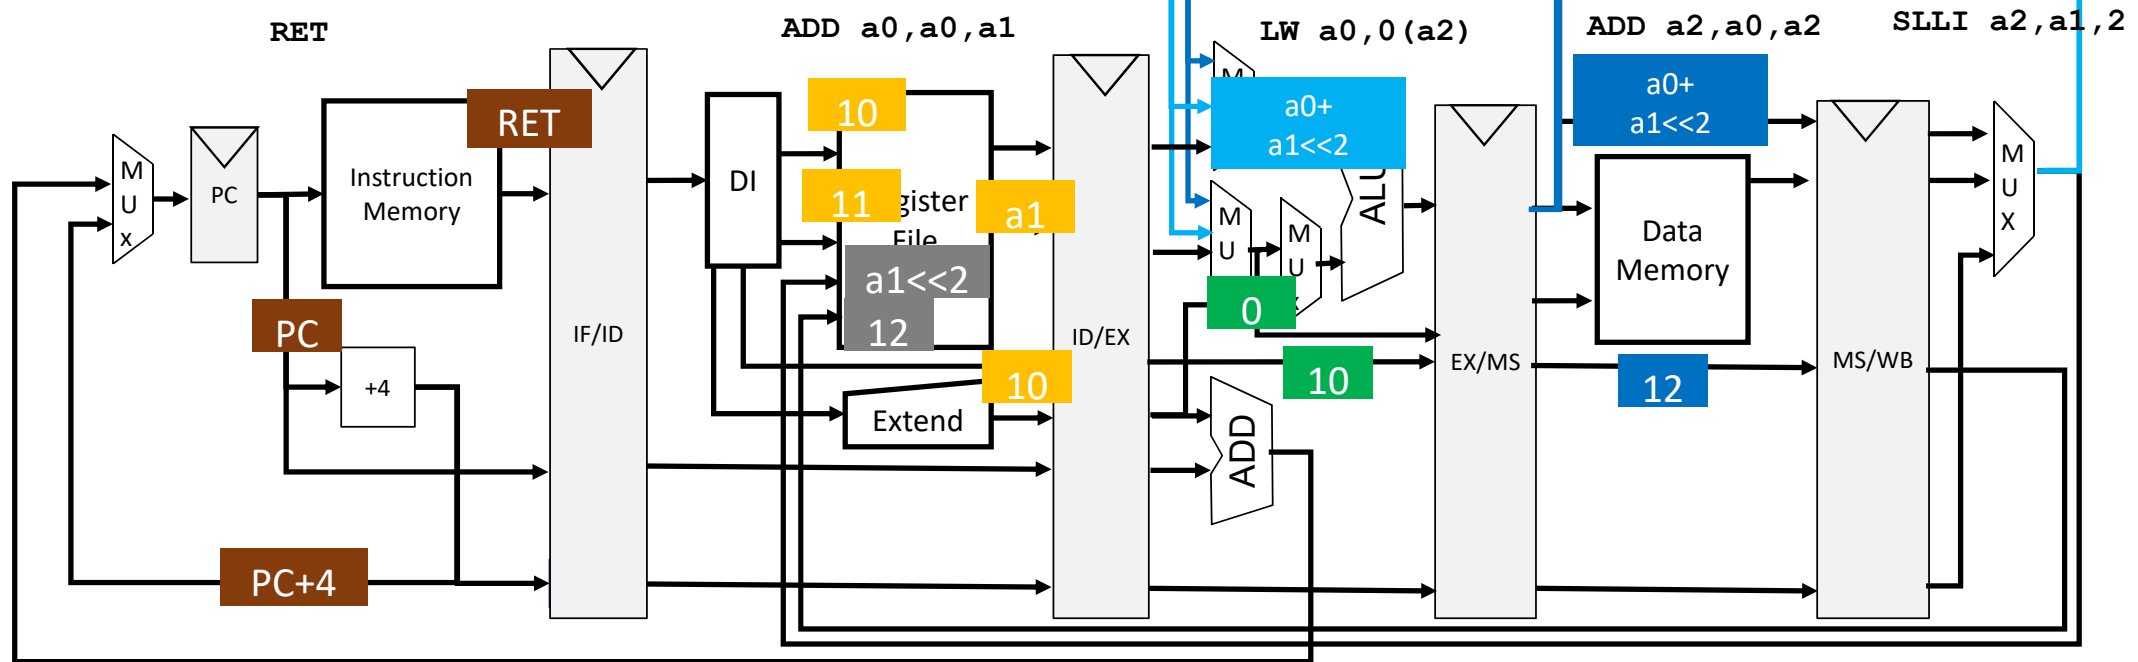 RET
ADD a0,a0,a1
LW a0,0(a2)
ADD a2,a0,a2
SLLI a2,a1,2
M
U
x
PC
Instruction
Memory
RET
PC
+4
PC+4
IF/ID
DI
10
11
gister
File
a1
a1<<2
12
10
Extend
ID/EX
M
a0+
a1<<2
M
U
M
U
0
ALU
10
ADD
EX/MS
a0+
a1<<2
Data
Memory
12
MS/WB
M
U
X